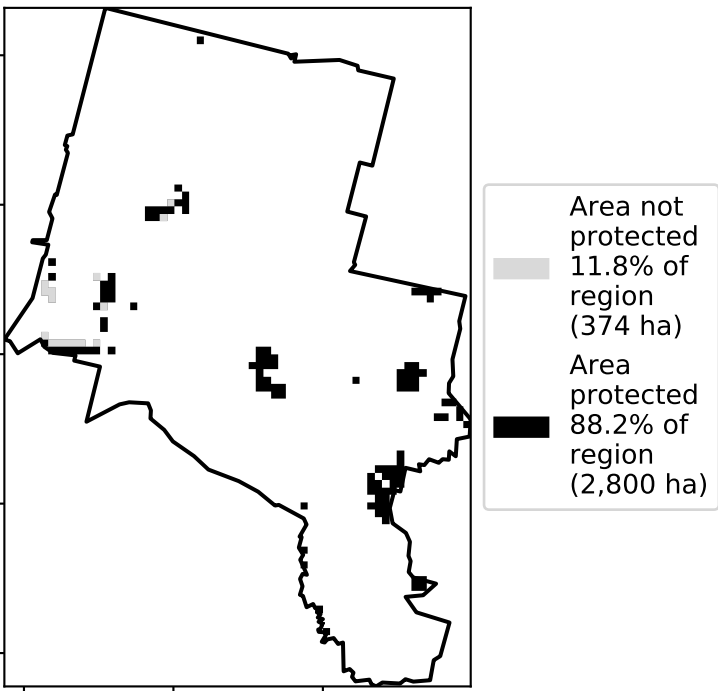 Area not
protected
11.8% of
region
(374 ha)
Area
protected
88.2% of
region
(2,800 ha)